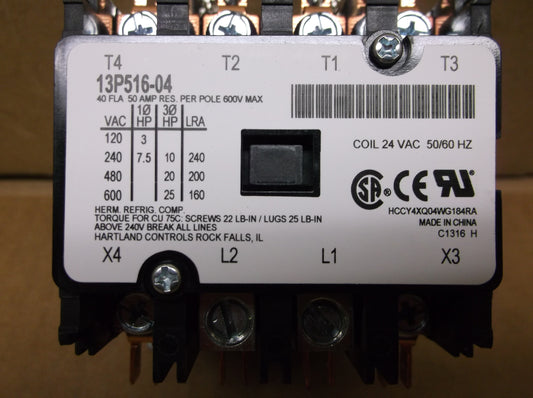 T4 T2 T1 T3
13P516-04
40 FLA 50 AMP RES. PER POLE 600V MAX
VAC 1Ø HP 3Ø HP LRA
120 3
240 7.5 10 240
480 20 200
600 25 160
COIL 24 VAC 50/60 HZ
SA CE RU
HCCY4XQ04WG184RA
MADE IN CHINA
C1316 H
HERM. REFRIG. COMP.
TORQUE FOR CU 75C: SCREWS 22 LB-IN / LUGS 25 LB-IN
ABOVE 240V BREAK ALL LINES
HARTLAND CONTROLS ROCK FALLS, IL
X4 L2 L1 X3